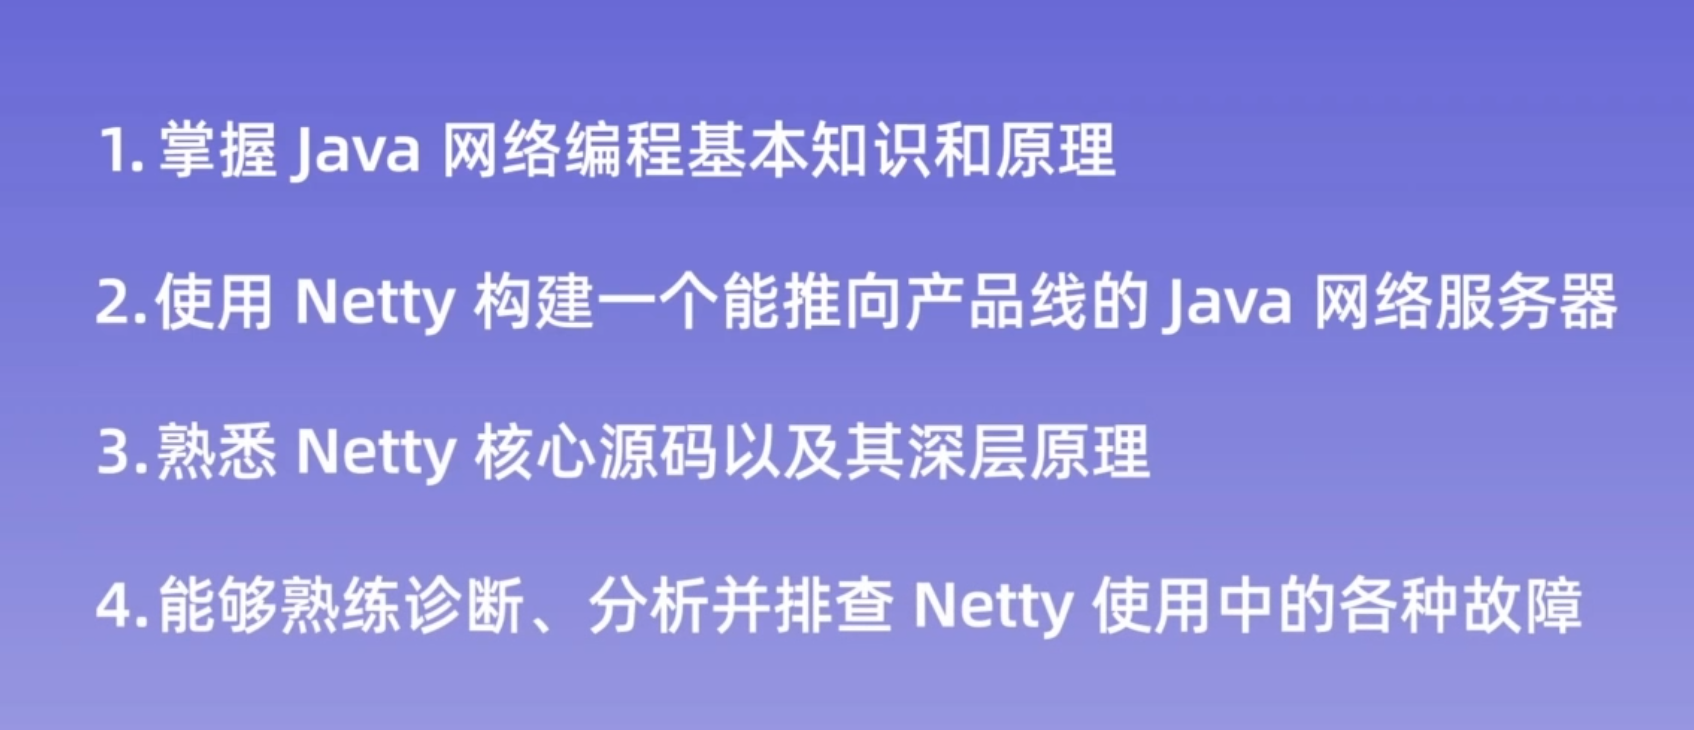 1. 掌握 Java 网络编程基本知识和原理
2.使用 Netty 构建一个能推向产品线的 Java 网络服务器
3.熟悉 Netty 核心源码以及其深层原理
4.能够熟练诊断、分析并排查 Netty 使用中的各种故障